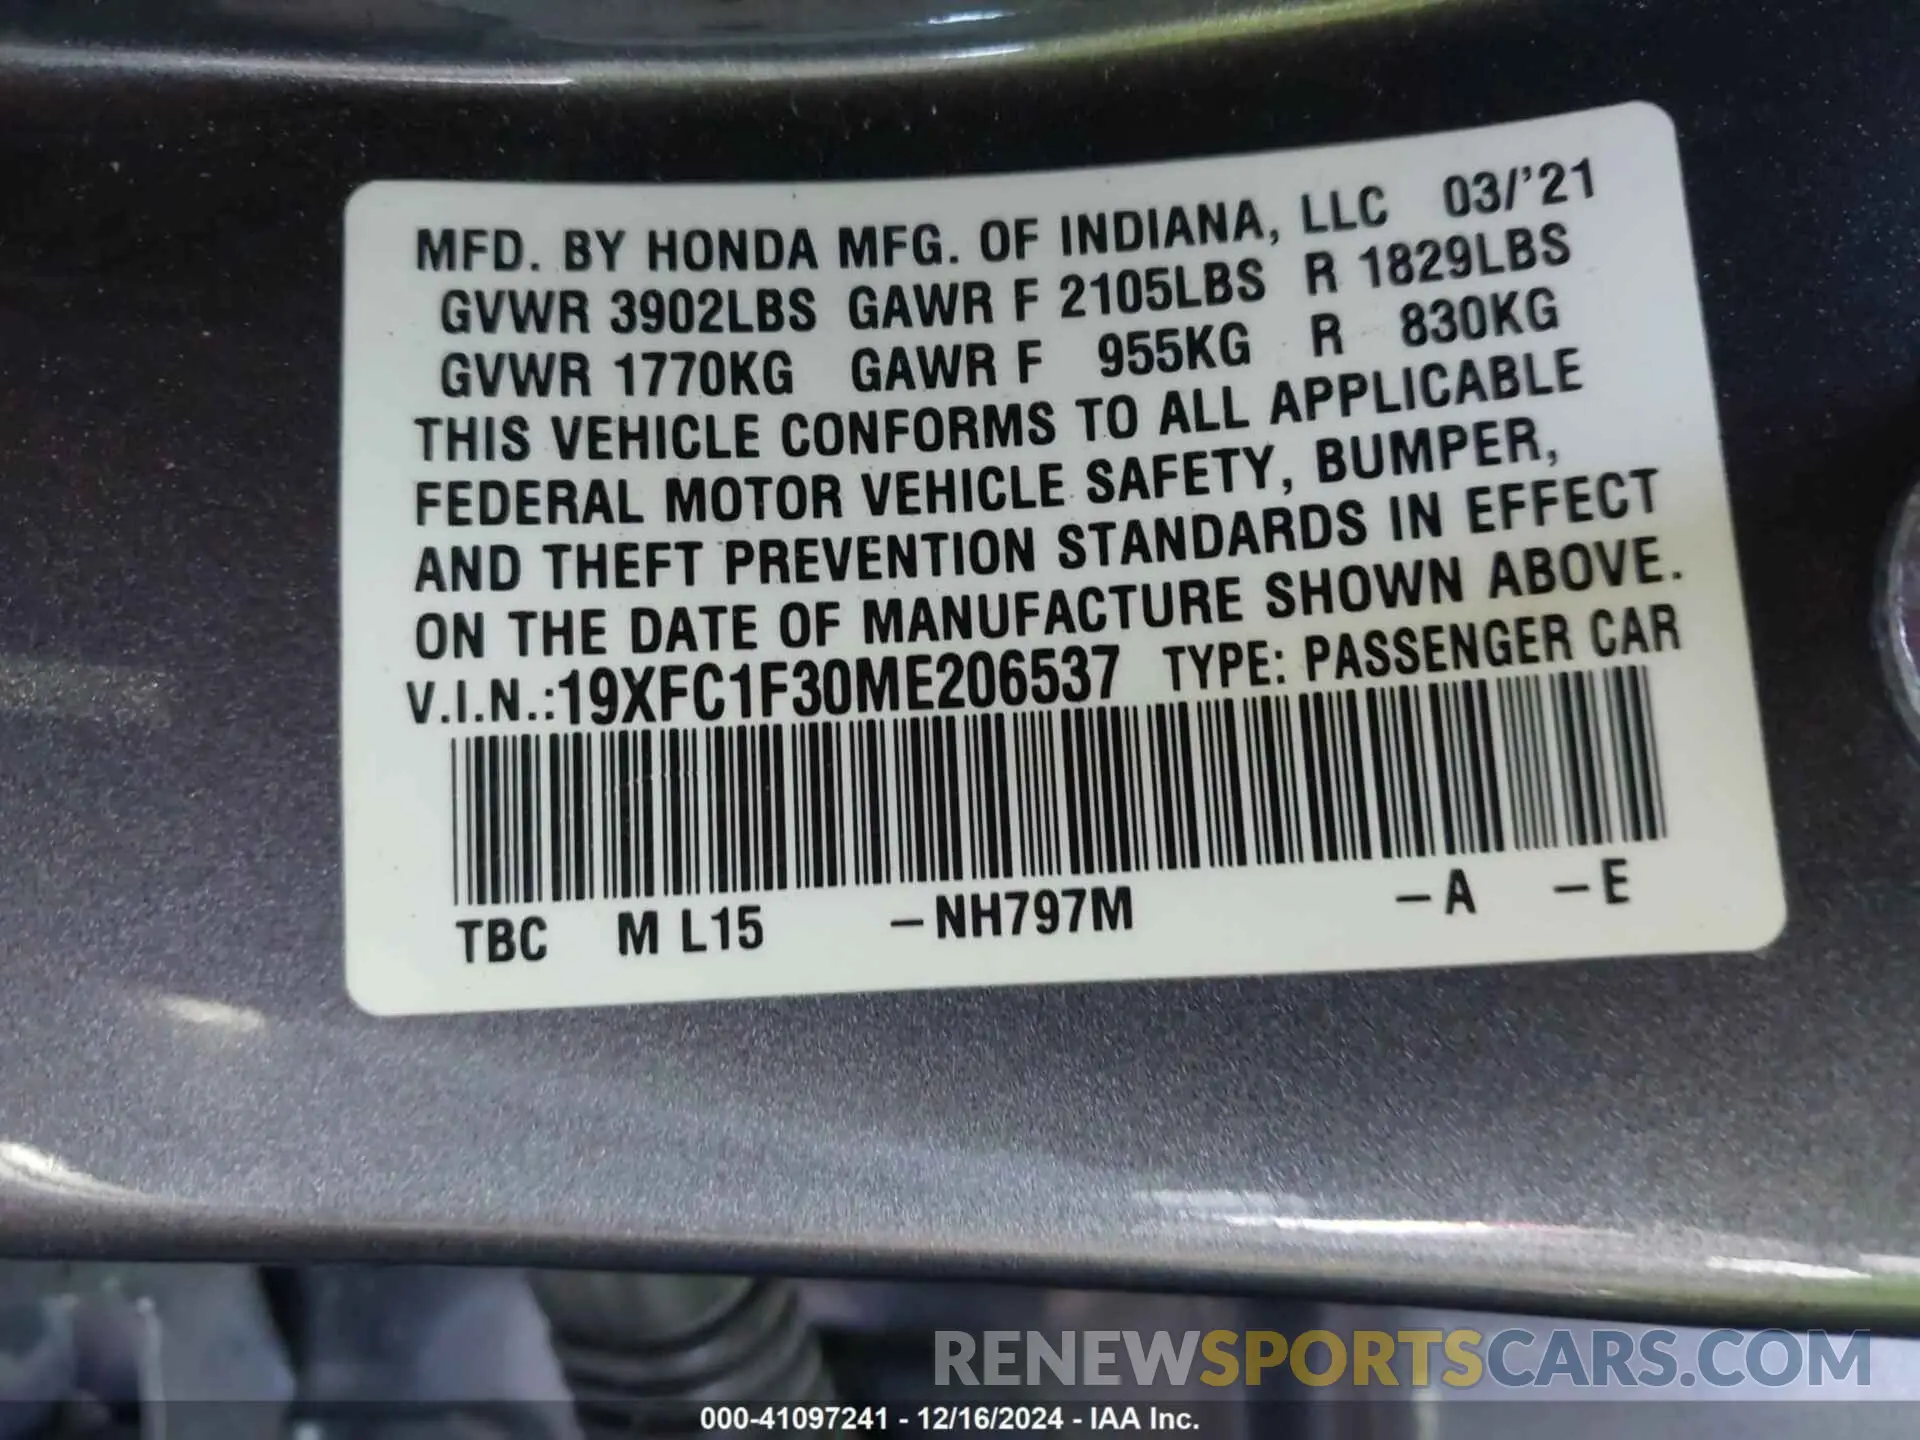 MFD. BY HONDA MFG. OF INDIANA, LLC 03/'21
GVWR 3902LBS GAWR F 2105LBS R 1829LBS
GVWR 1770KG GAWR F 955KG R 830KG
THIS VEHICLE CONFORMS TO ALL APPLICABLE
FEDERAL MOTOR VEHICLE SAFETY, BUMPER,
AND THEFT PREVENTION STANDARDS IN EFFECT
ON THE DATE OF MANUFACTURE SHOWN ABOVE.
V.I.N.:19XFC1F30ME206537 TYPE: PASSENGER CAR
TBC M L15 –NH797M –A –E
RENEWSPORTSCARS.COM
000-41097241 - 12/16/2024 - IAA Inc.